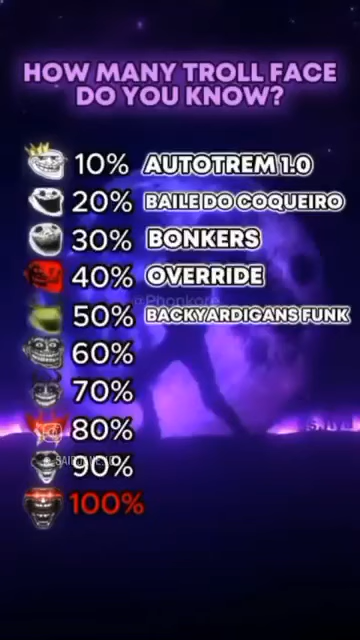 HOW MANY TROLL FACE
DO YOU KNOW?
10% AUTOTREM 1.0
20% BAILE DO COQUEIRO
30% BONKERS
40% OVERRIDE
@Phonkore
50% BACKYARDIGANS FUNK
60%
70%
80%
90%
100%